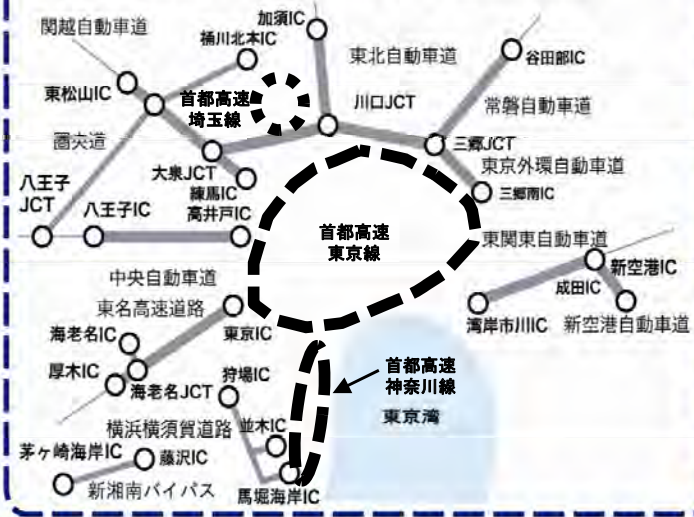 関越自動車道
加須IC
桶川北本IC
東北自動車道
谷田部IC
東松山IC
首都高速
埼玉線
川口JCT
常磐自動車道
圏央道
三郷JCT
大泉JCT
東京外環自動車道
八王子
JCT
練馬IC
三郷南IC
八王子IC
高井戸IC
首都高速
東京線
東関東自動車道
新空港IC
中央自動車道
成田IC
東名高速道路
湾岸市川IC
新空港自動車道
海老名IC
東京IC
厚木IC
狩場IC
首都高速
神奈川線
海老名JCT
東京湾
横浜横須賀道路
並木IC
茅ヶ崎海岸IC
藤沢IC
新湘南バイパス
馬堀海岸IC